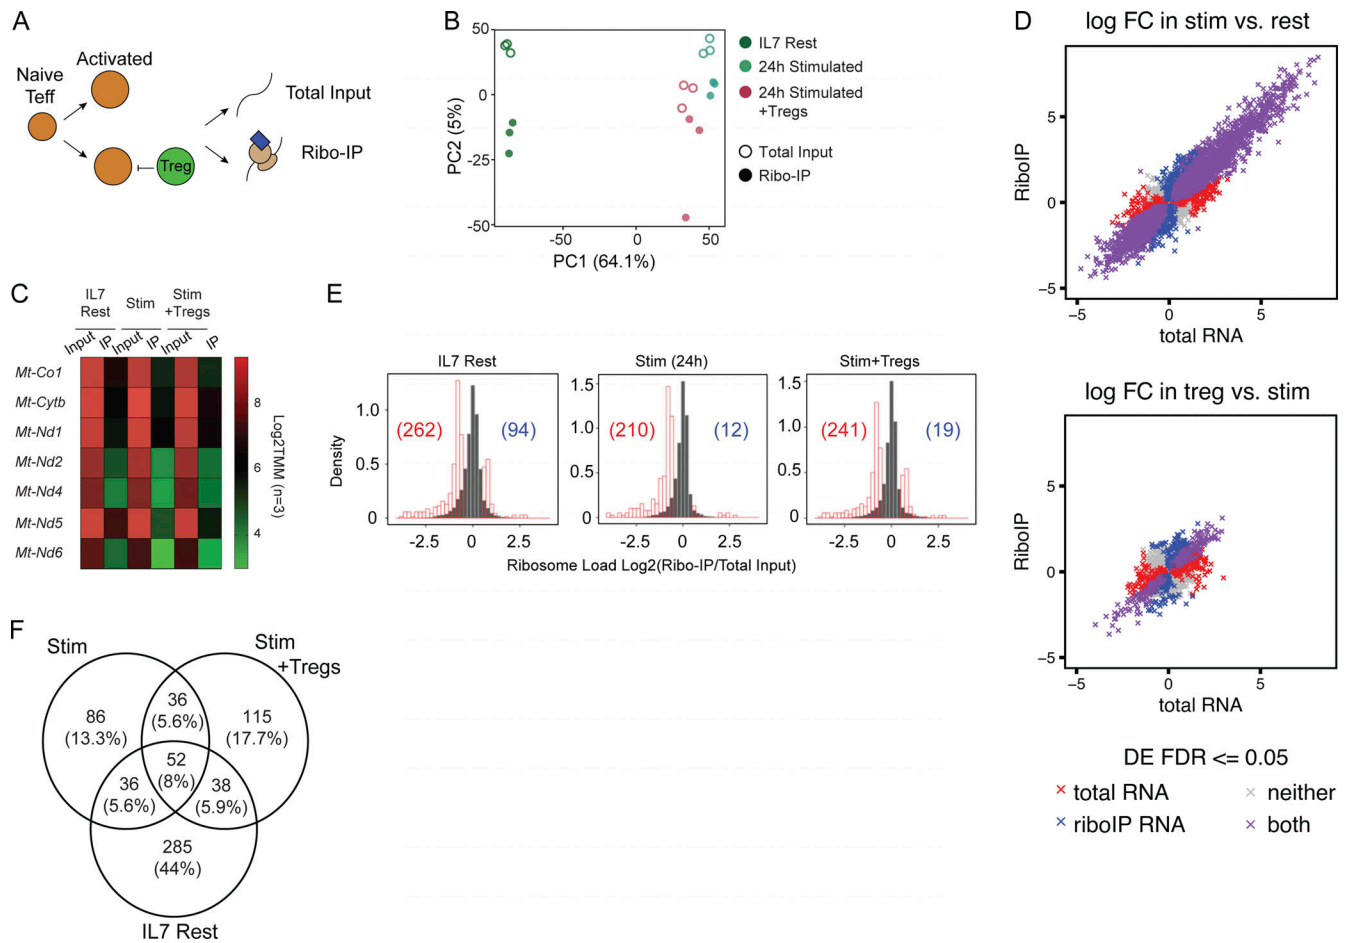 A
Naive
Teff
Activated
Treg
Total Input
Ribo-IP
B
50
0
-25
-50
PC2 (5%)
-50
0
50
PC1 (64.1%)
IL7 Rest
24h Stimulated
24h Stimulated
+Tregs
Total Input
Ribo-IP
C
IL7
Rest
Stim
Stim
+Tregs
Input
IP
Input
IP
Input
IP
Mt-Co1
Mt-Cytb
Mt-Nd1
Mt-Nd2
Mt-Nd4
Mt-Nd5
Mt-Nd6
8
6
4
Log2TMM (n=3)
D
log FC in stim vs. rest
5
0
−5
RiboIP
−5
0
5
total RNA
log FC in treg vs. stim
5
0
−5
RiboIP
−5
0
5
total RNA
DE FDR <= 0.05
total RNA
neither
riboIP RNA
both
E
IL7 Rest
Stim (24h)
Stim+Tregs
Density
1.0
0.5
0
(262)
(94)
1.5
1.0
0.5
0
(210)
(12)
1.5
1.0
0.5
0
(241)
(19)
-2.5
0
2.5
-2.5
0
2.5
-2.5
0
2.5
Ribosome Load Log2(Ribo-IP/Total Input)
F
Stim
Stim
+Tregs
86
(13.3%)
36
(5.6%)
115
(17.7%)
52
(8%)
36
(5.6%)
38
(5.9%)
285
(44%)
IL7 Rest